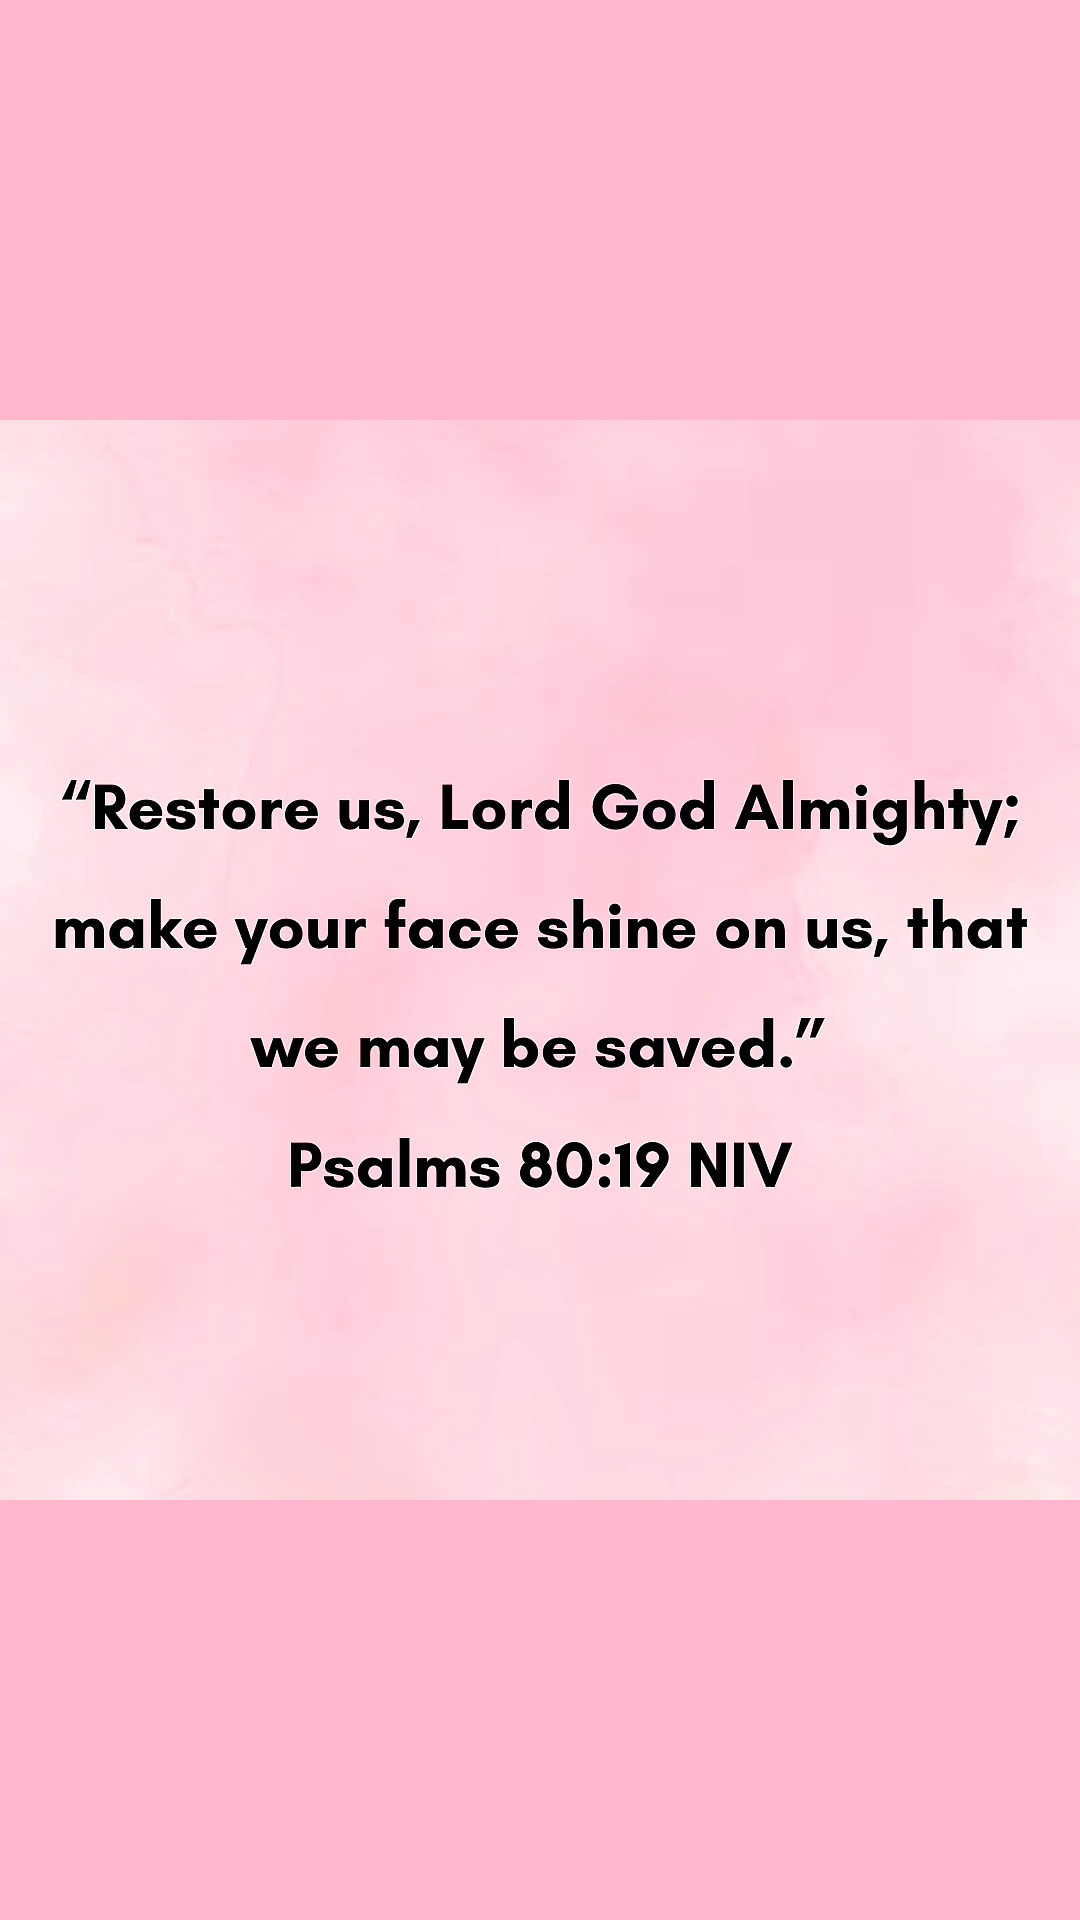 “Restore us, Lord God Almighty;
make your face shine on us, that
we may be saved.”
Psalms 80:19 NIV